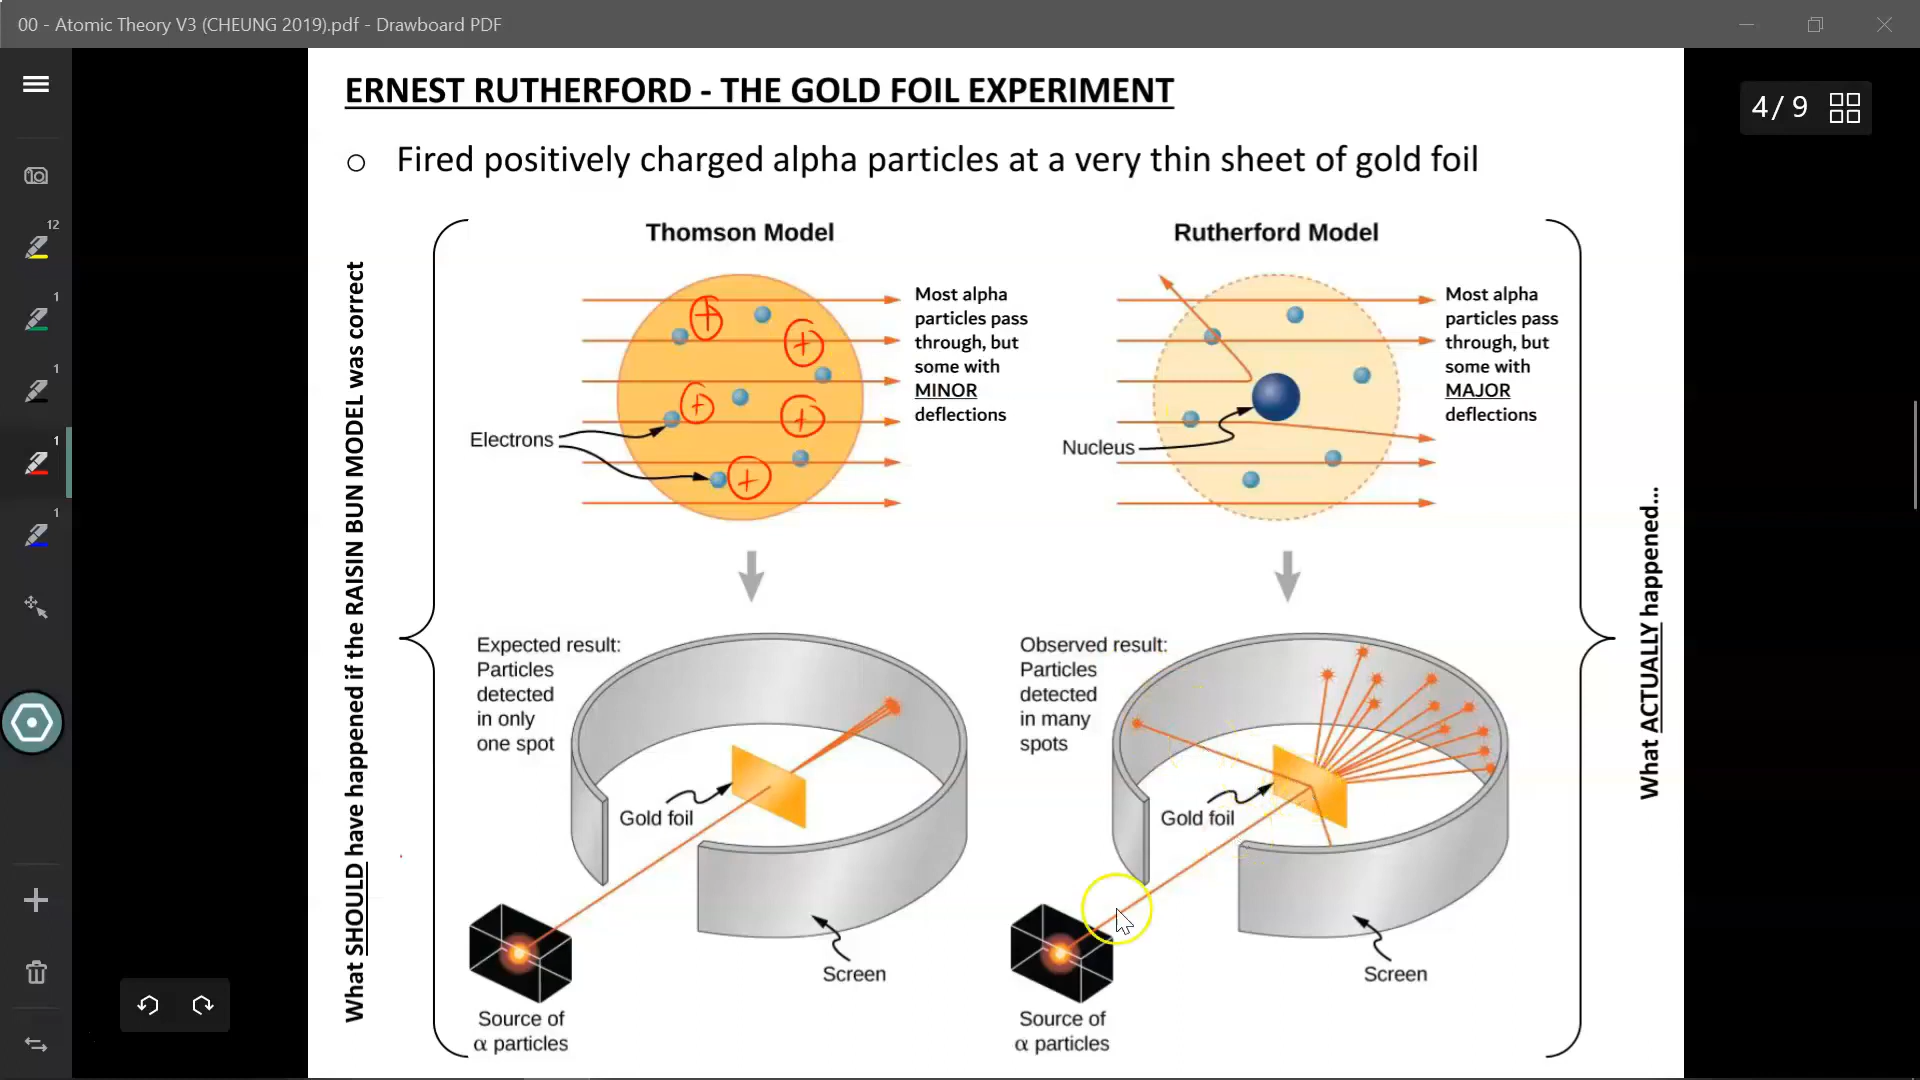 00 - Atomic Theory V3 (CHEUNG 2019).pdf - Drawboard PDF
4 / 9
12
1
1
1
1
ERNEST RUTHERFORD - THE GOLD FOIL EXPERIMENT
o Fired positively charged alpha particles at a very thin sheet of gold foil
What SHOULD have happened if the RAISIN BUN MODEL was correct
Thomson Model
+
+
+
+
+
Electrons
Most alpha
particles pass
through, but
some with
MINOR
deflections
Rutherford Model
Nucleus
Most alpha
particles pass
through, but
some with
MAJOR
deflections
Expected result:
Particles
detected
in only
one spot
Gold foil
Screen
Source of
α particles
Observed result:
Particles
detected
in many
spots
Gold foil
Screen
Source of
α particles
What ACTUALLY happened...